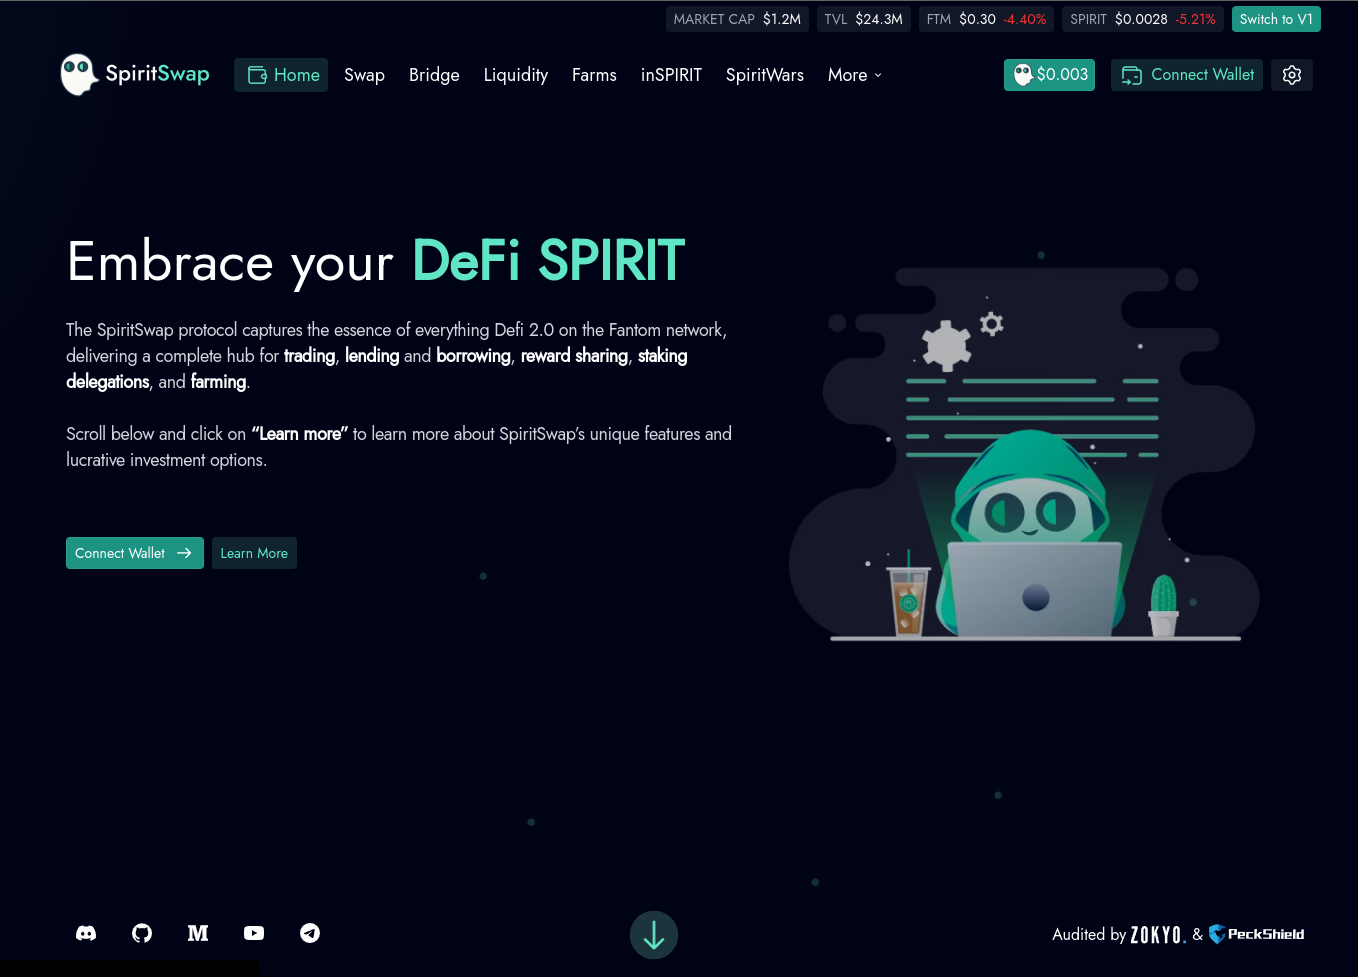 MARKET CAP $1.2M TVL $24.3M FTM $0.30 -4.40% SPIRIT $0.0028 -5.21% Switch to V1
SpiritSwap Home Swap Bridge Liquidity Farms inSPIRIT SpiritWars More $0.003 Connect Wallet
Embrace your DeFi SPIRIT
The SpiritSwap protocol captures the essence of everything Defi 2.0 on the Fantom network,
delivering a complete hub for trading, lending and borrowing, reward sharing, staking
delegations, and farming.
Scroll below and click on “Learn more” to learn more about SpiritSwap’s unique features and
lucrative investment options.
Connect Wallet Learn More
Audited by ZOKYO. & PeckShield